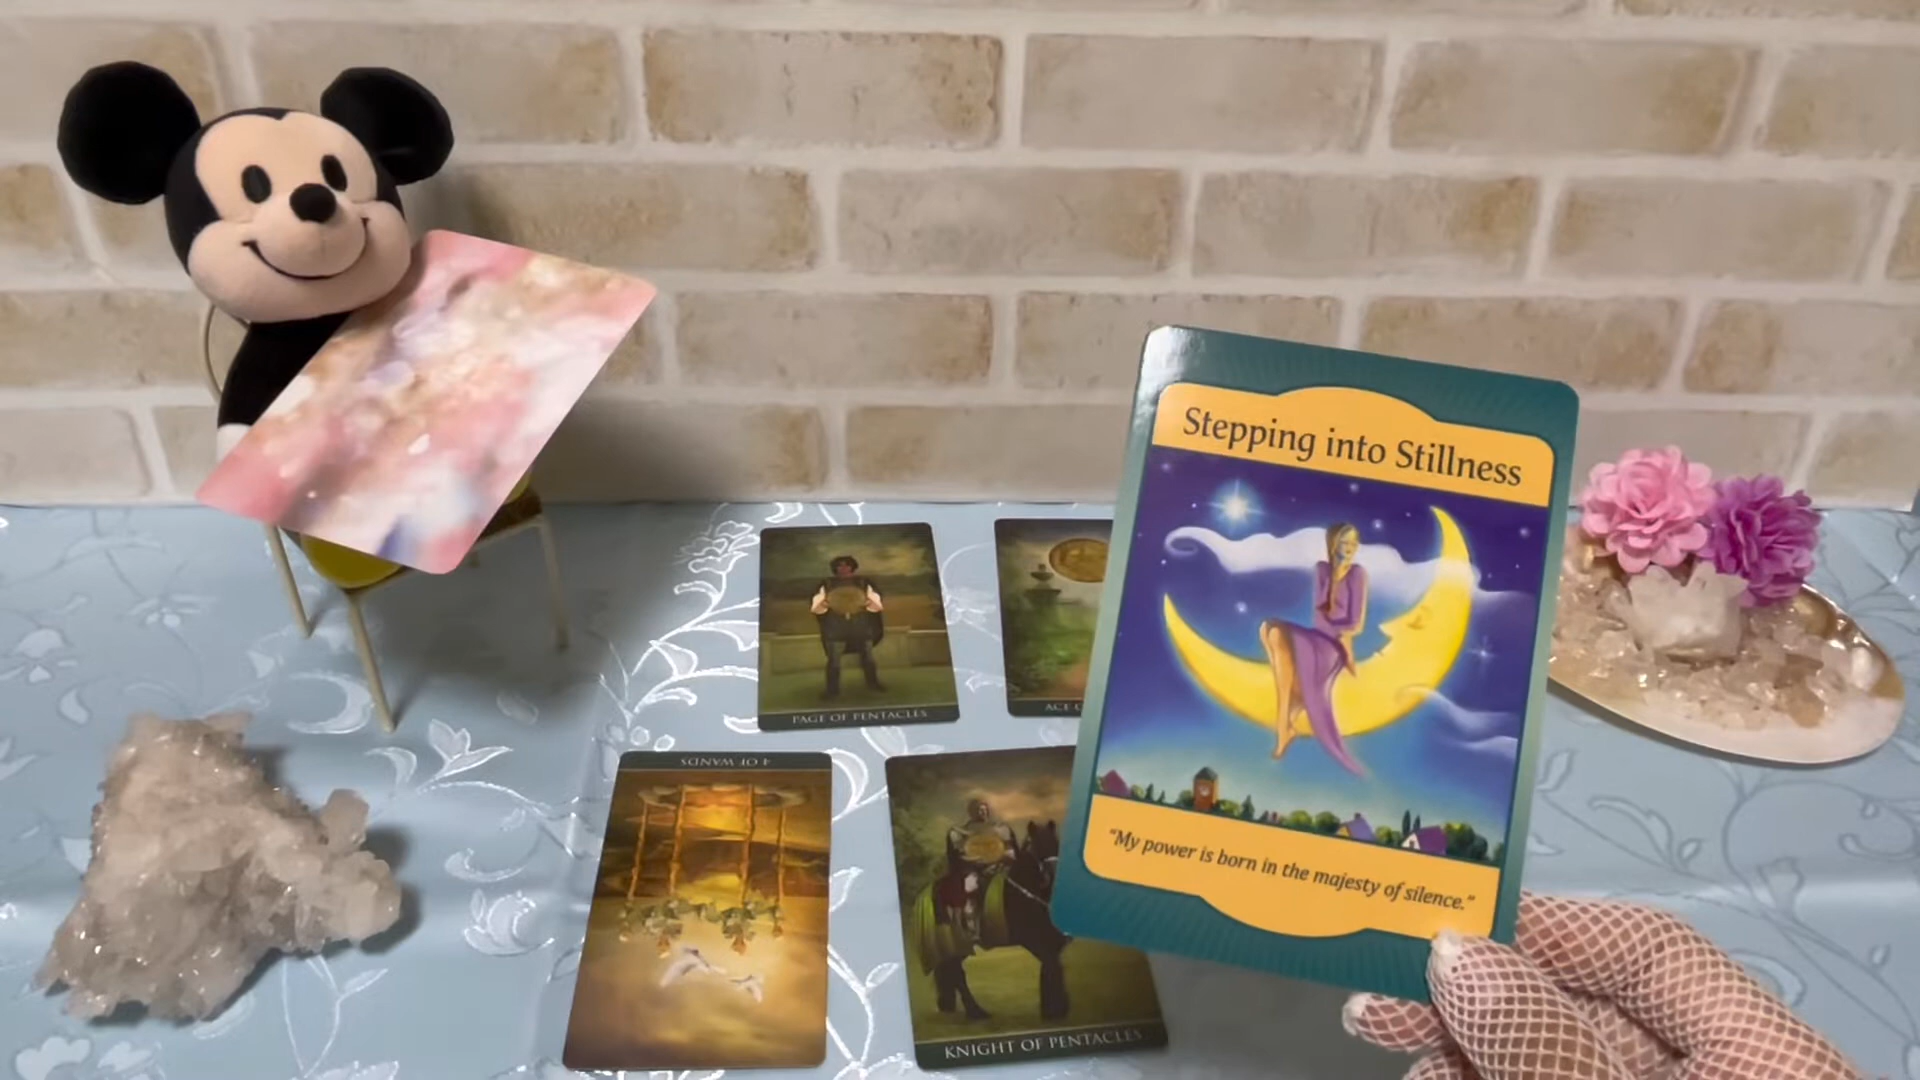 Stepping into Stillness
"My power is born in the majesty of silence."
PAGE OF PENTACLES
ACE
4 OF WANDS
KNIGHT OF PENTACLES